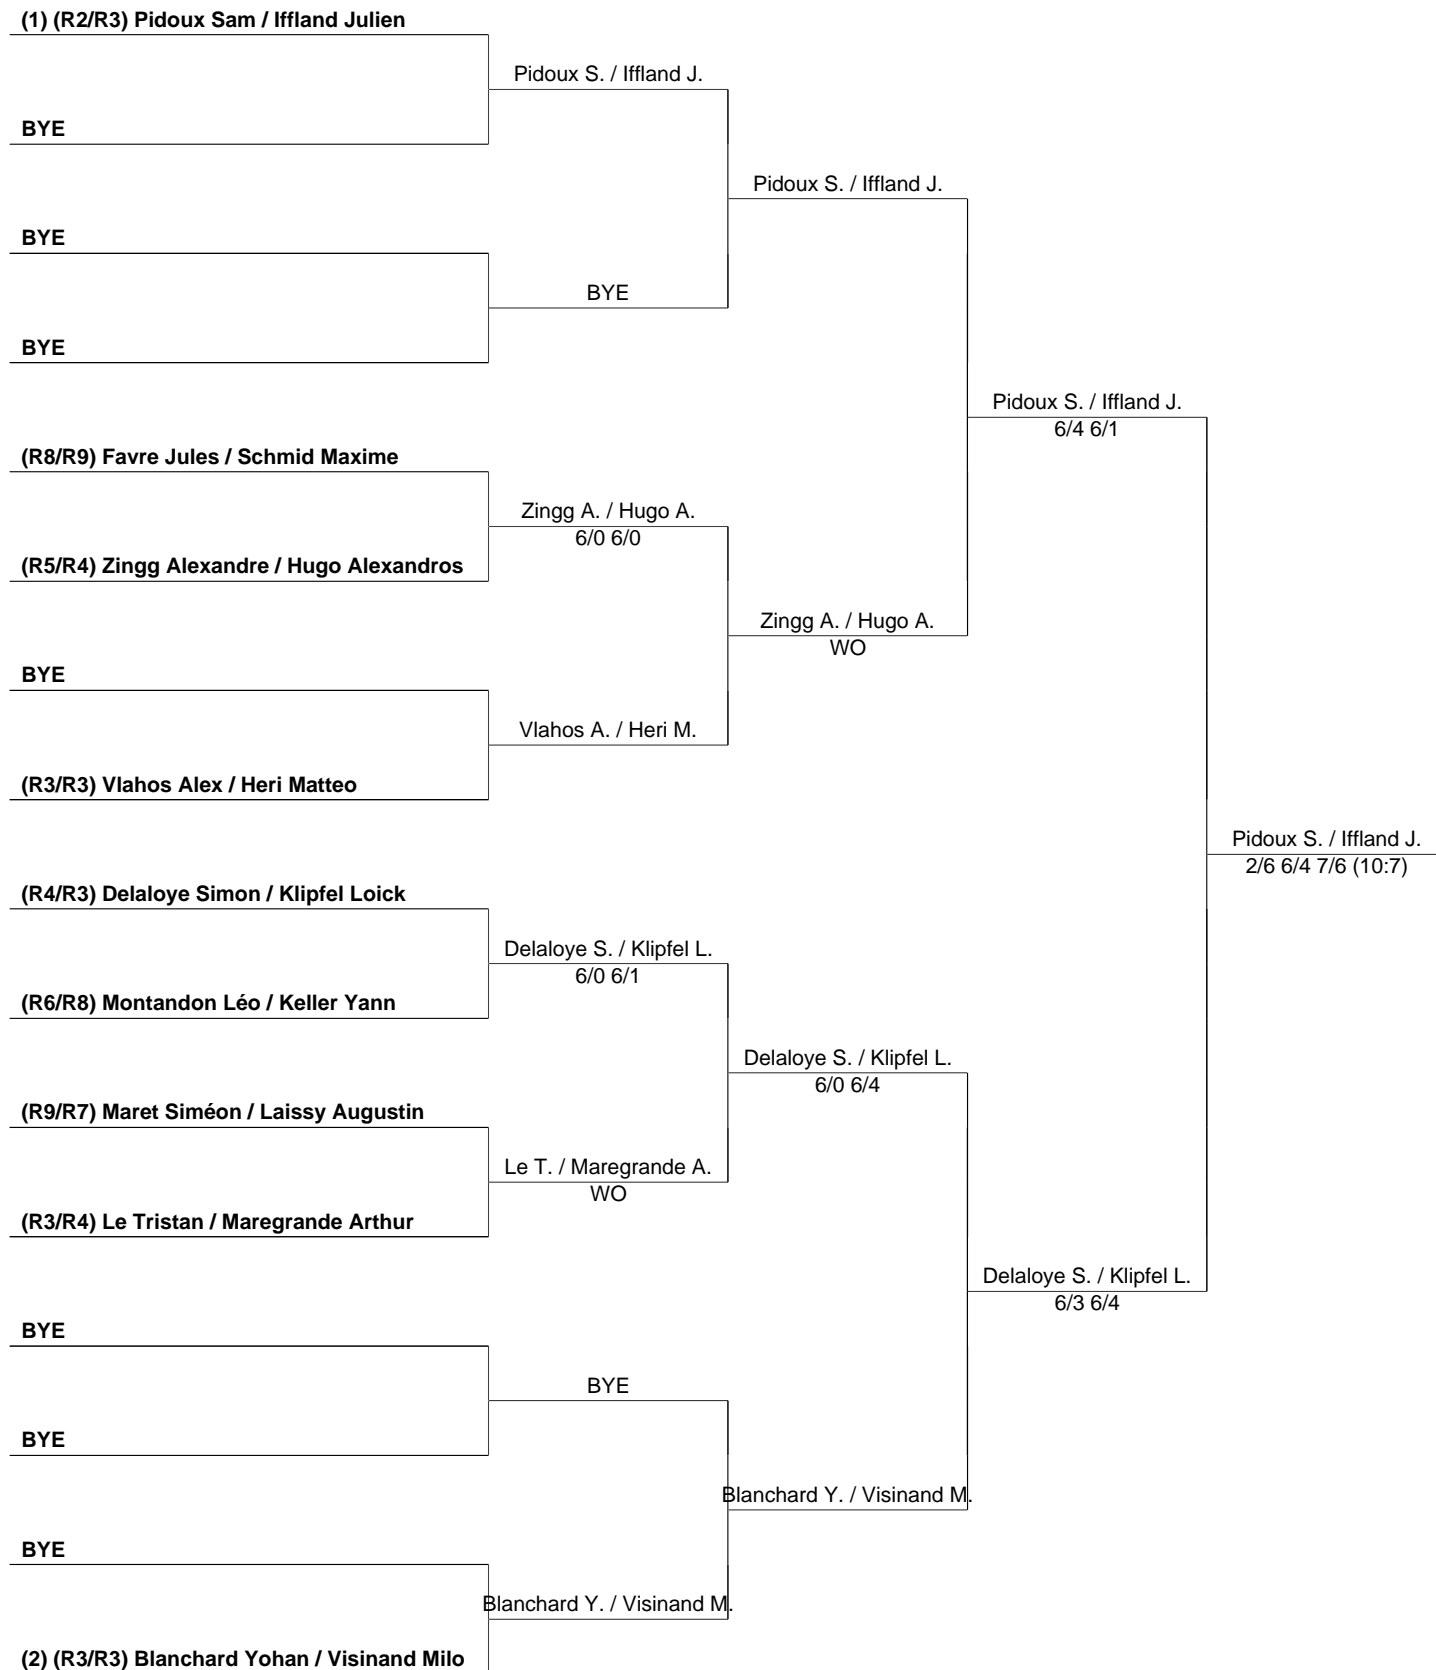 (1) (R2/R3) Pidoux Sam / Iffland Julien
Pidoux S. / Iffland J.
BYE
Pidoux S. / Iffland J.
BYE
BYE
BYE
Pidoux S. / Iffland J.
6/4 6/1
(R8/R9) Favre Jules / Schmid Maxime
Zingg A. / Hugo A.
6/0 6/0
(R5/R4) Zingg Alexandre / Hugo Alexandros
Zingg A. / Hugo A.
WO
BYE
Vlahos A. / Heri M.
(R3/R3) Vlahos Alex / Heri Matteo
Pidoux S. / Iffland J.
2/6 6/4 7/6 (10:7)
(R4/R3) Delaloye Simon / Klipfel Loick
Delaloye S. / Klipfel L.
6/0 6/1
(R6/R8) Montandon Léo / Keller Yann
Delaloye S. / Klipfel L.
6/0 6/4
(R9/R7) Maret Siméon / Laissy Augustin
Le T. / Maregrande A.
WO
(R3/R4) Le Tristan / Maregrande Arthur
Delaloye S. / Klipfel L.
6/3 6/4
BYE
BYE
BYE
Blanchard Y. / Visinand M.
BYE
Blanchard Y. / Visinand M.
(2) (R3/R3) Blanchard Yohan / Visinand Milo